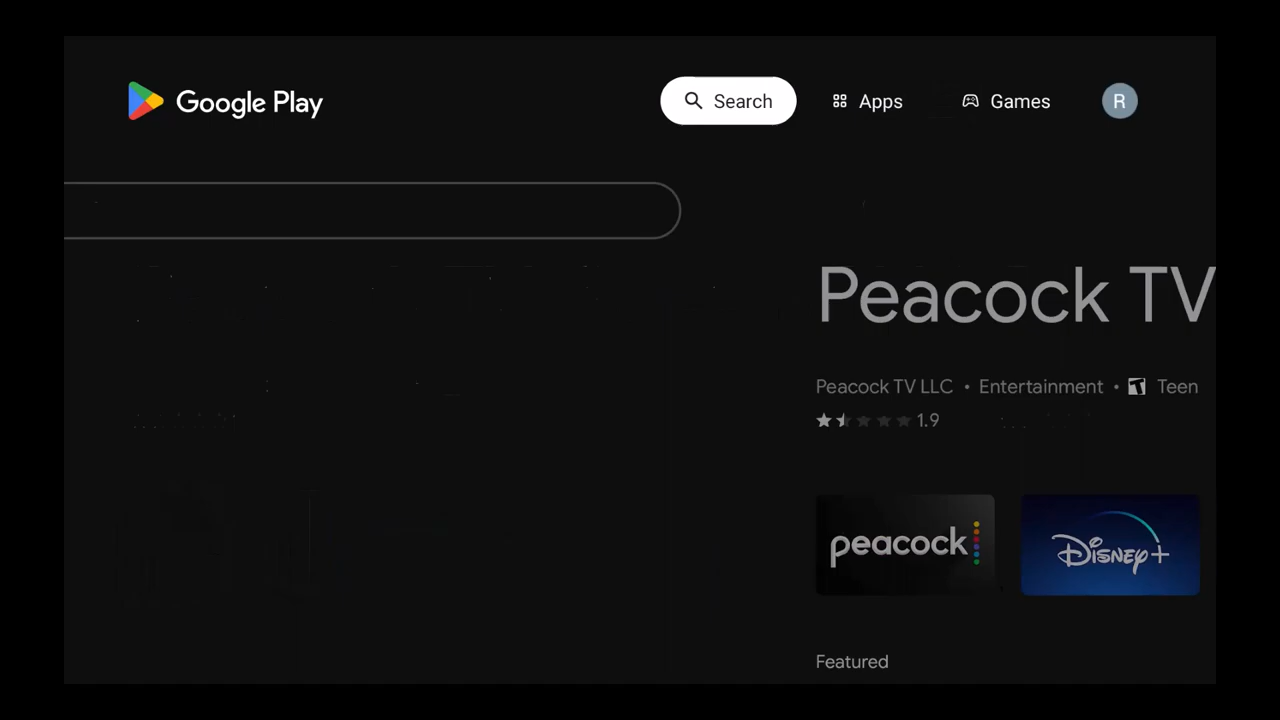 Google Play
Search
Apps
Games
R
Peacock TV
Peacock TV LLC • Entertainment • T Teen
1.9
peacock
Disney+
Featured